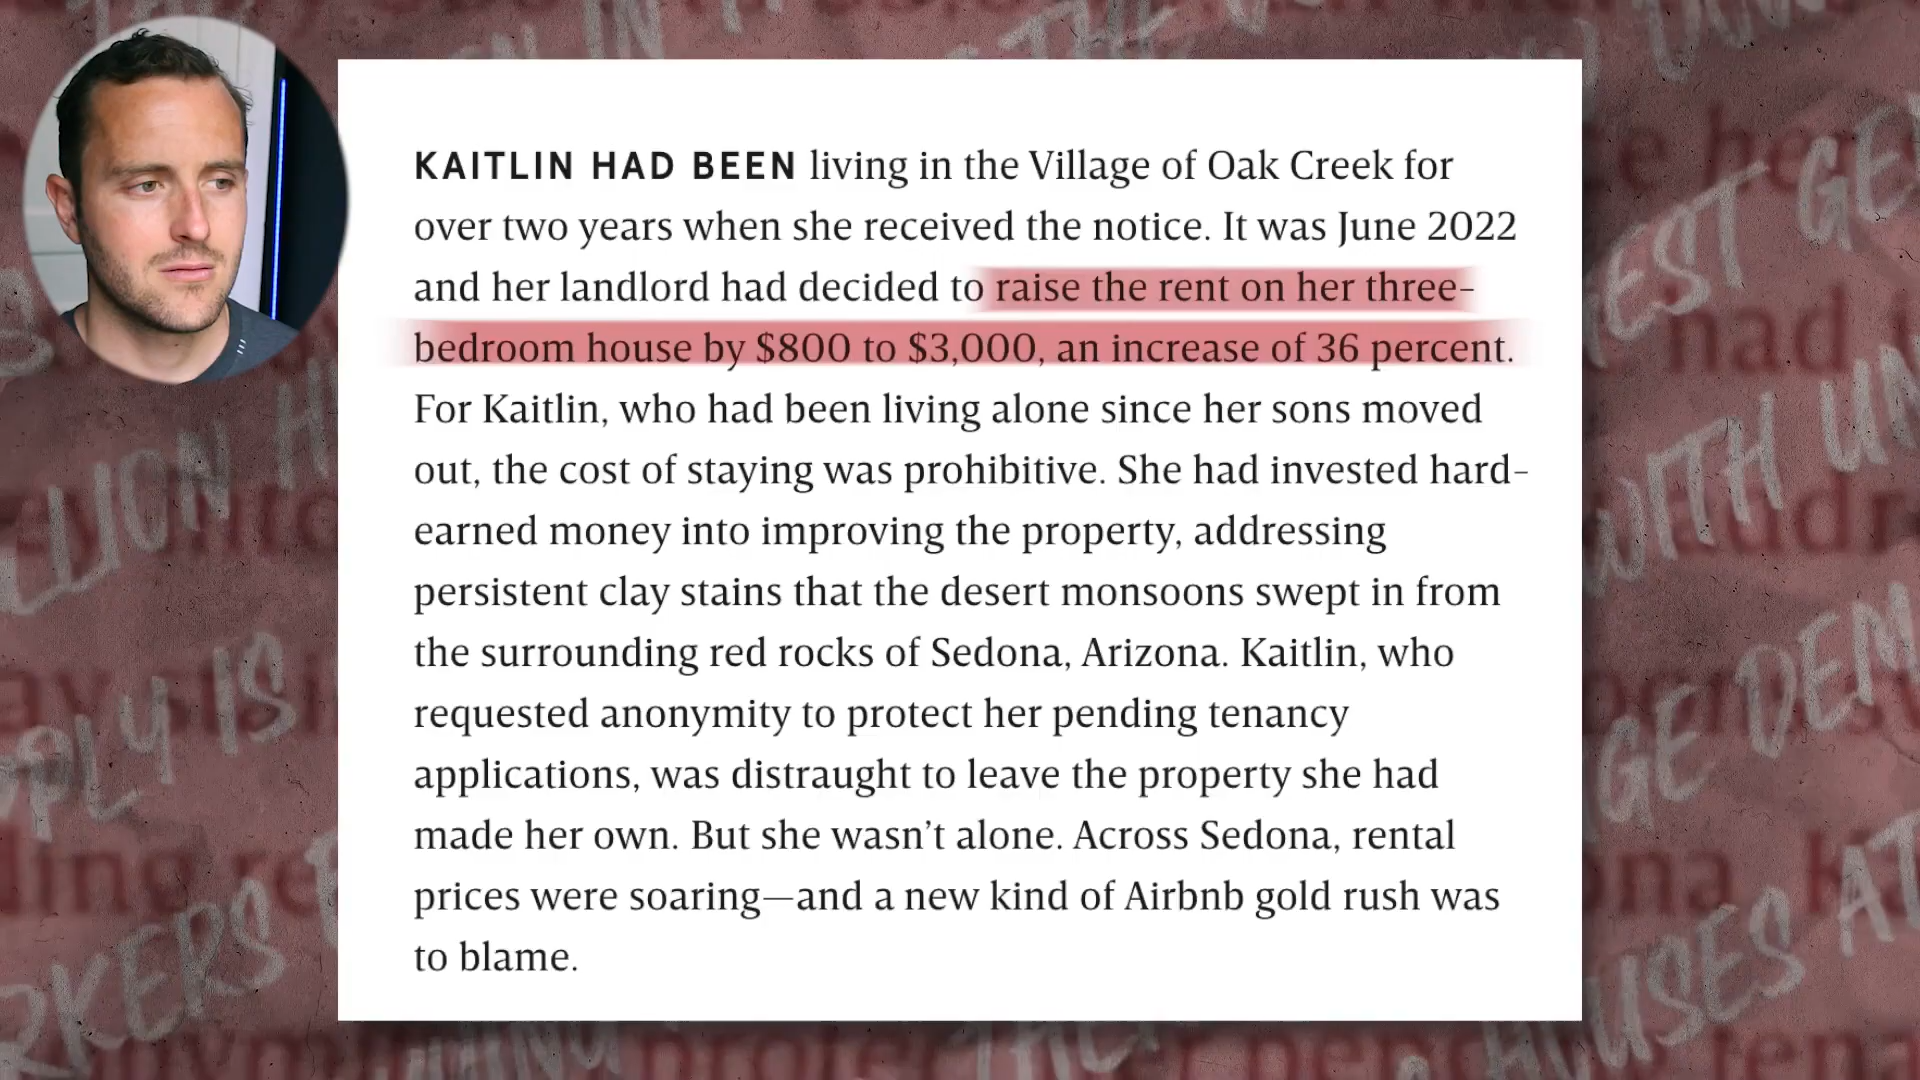 KAITLIN HAD BEEN living in the Village of Oak Creek for
over two years when she received the notice. It was June 2022
and her landlord had decided to raise the rent on her three-
bedroom house by $800 to $3,000, an increase of 36 percent.
For Kaitlin, who had been living alone since her sons moved
out, the cost of staying was prohibitive. She had invested hard-
earned money into improving the property, addressing
persistent clay stains that the desert monsoons swept in from
the surrounding red rocks of Sedona, Arizona. Kaitlin, who
requested anonymity to protect her pending tenancy
applications, was distraught to leave the property she had
made her own. But she wasn’t alone. Across Sedona, rental
prices were soaring—and a new kind of Airbnb gold rush was
to blame.